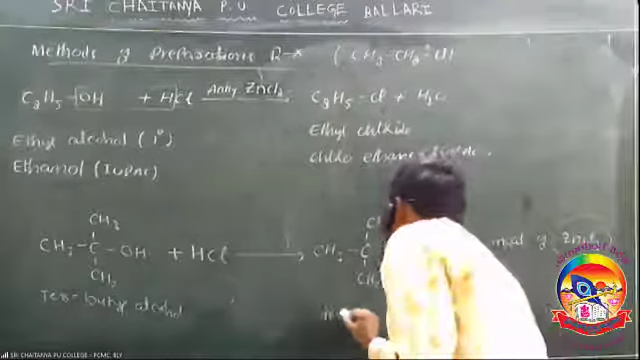 SRI CHAITANYA P.U COLLEGE BALLARI
Methods of Preparations R-X (CH3-CH2-Cl)
C2H5-OH + HCl Anhy ZnCl2 C2H5-Cl + H2O
Ethyl alcohol (1°) Ethyl chloride
Ethanol (IUPAC) chloro ethane
CH3 
CH3-C-OH + HCl CH3-C
CH3 CH3
Ter-butyl alcohol
SRI CHAITANYA PU COLLEGE - PCMC, BLY